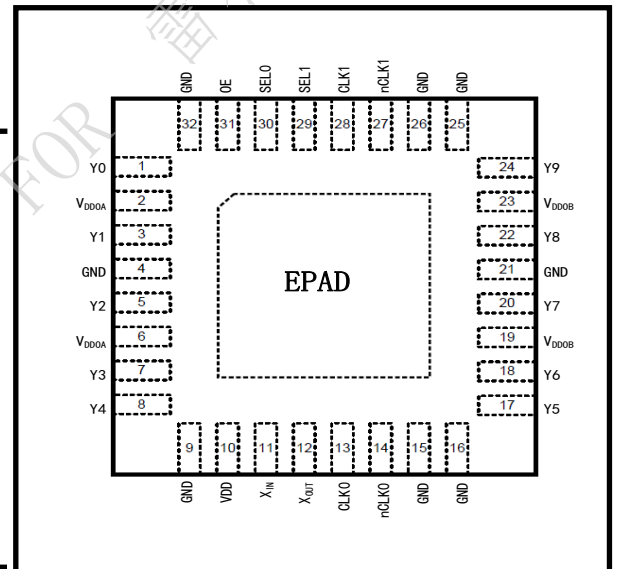 GND OE SEL0 SEL1 CLK1 nCLK1 GND GND
32 31 30 29 28 27 26 25
Y0 1 24 Y9
VDDOA 2 23 VDDOB
Y1 3 22 Y8
GND 4 21 GND
EPAD
Y2 5 20 Y7
VDDOA 6 19 VDDOB
Y3 7 18 Y6
Y4 8 17 Y5
9 10 11 12 13 14 15 16
GND VDD XIN XOUT CLK0 nCLK0 GND GND
FOR 雷